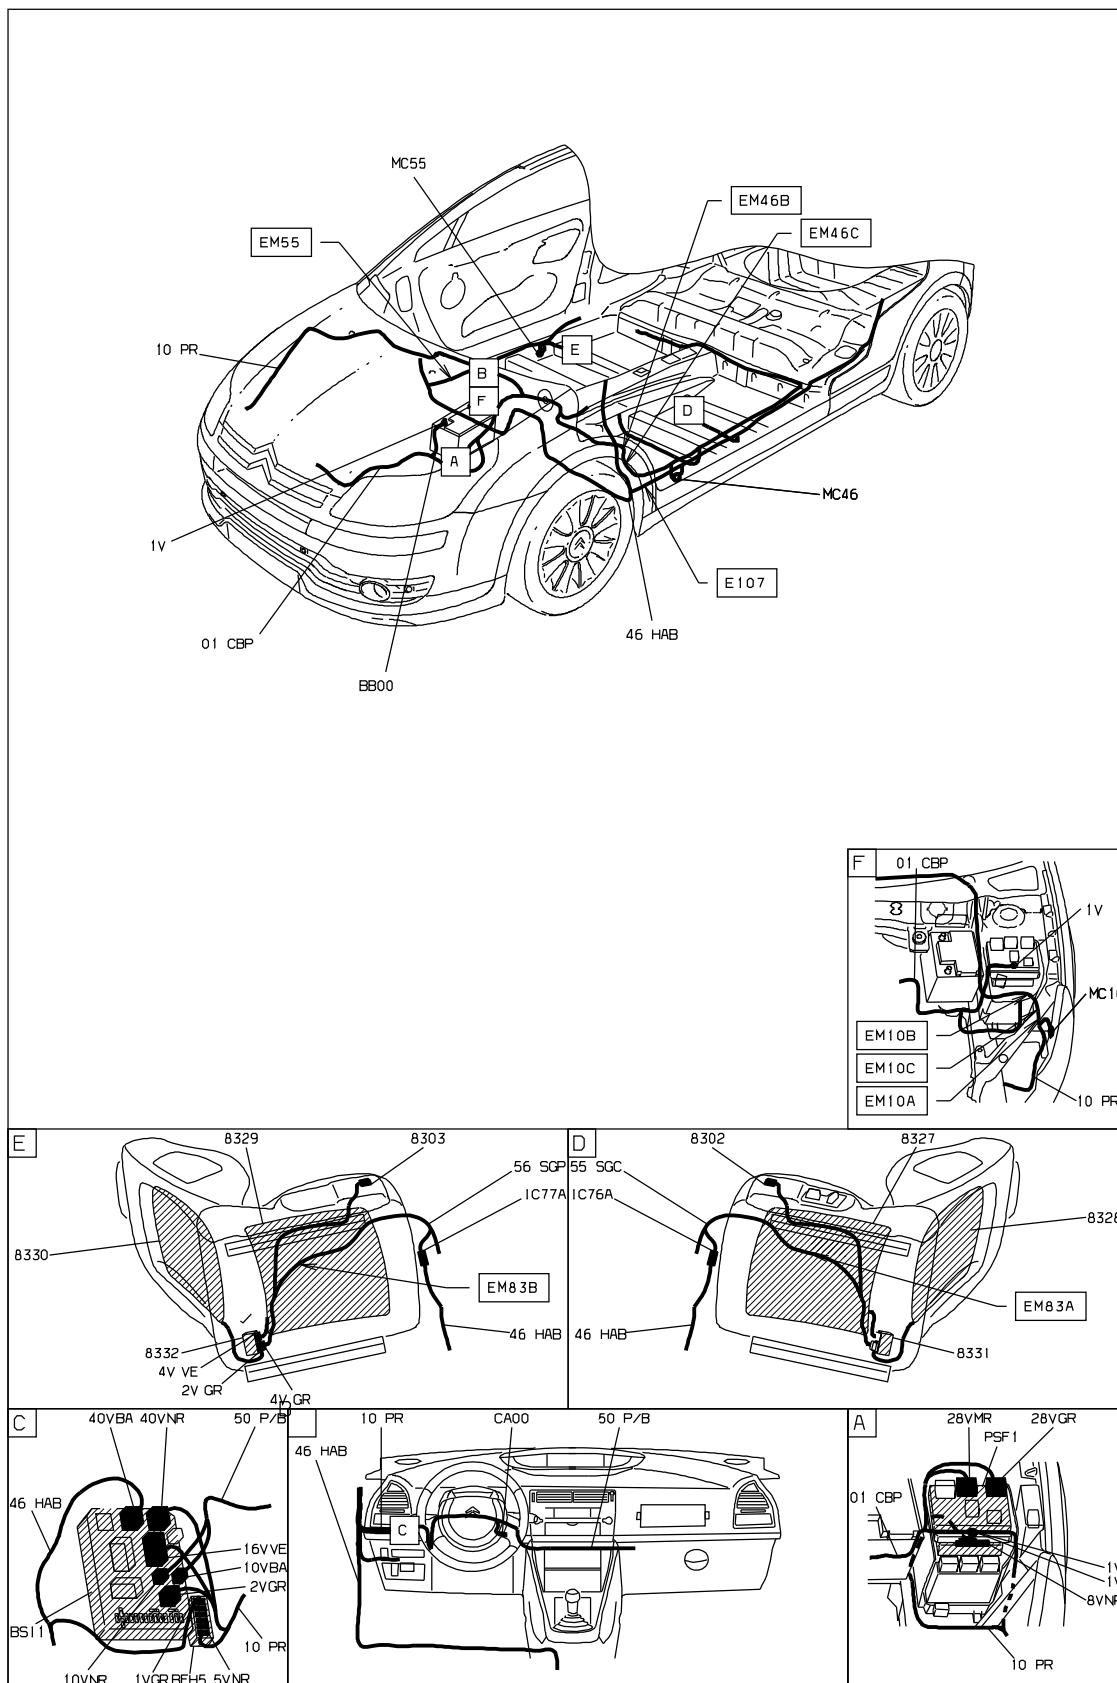 MC55
EM46B
EM46C
EM55
10 PR
E
B
F
D
A
MC46
1V
E107
46 HAB
01 CBP
BB00
F
01 CBP
1V
EM10B
EM10C
EM10A
10 PR
E
8329
8303
56 SGP
1C77A
8330
EM83B
46 HAB
8332
4V VE
2V GR
4V GR
D
8302
8327
55 SGC
1C76A
8328
EM83A
46 HAB
8331
C
40VBA 40VNR
50 P/B
46 HAB
16VVE
10VBA
2VGR
BSI1
10 PR
10VNR
1VGR BFH5 5VNR
B
10 PR
CA00
50 P/B
46 HAB
C
A
28VMR
28VGR
PSF1
01 CBP
8VNR
10 PR